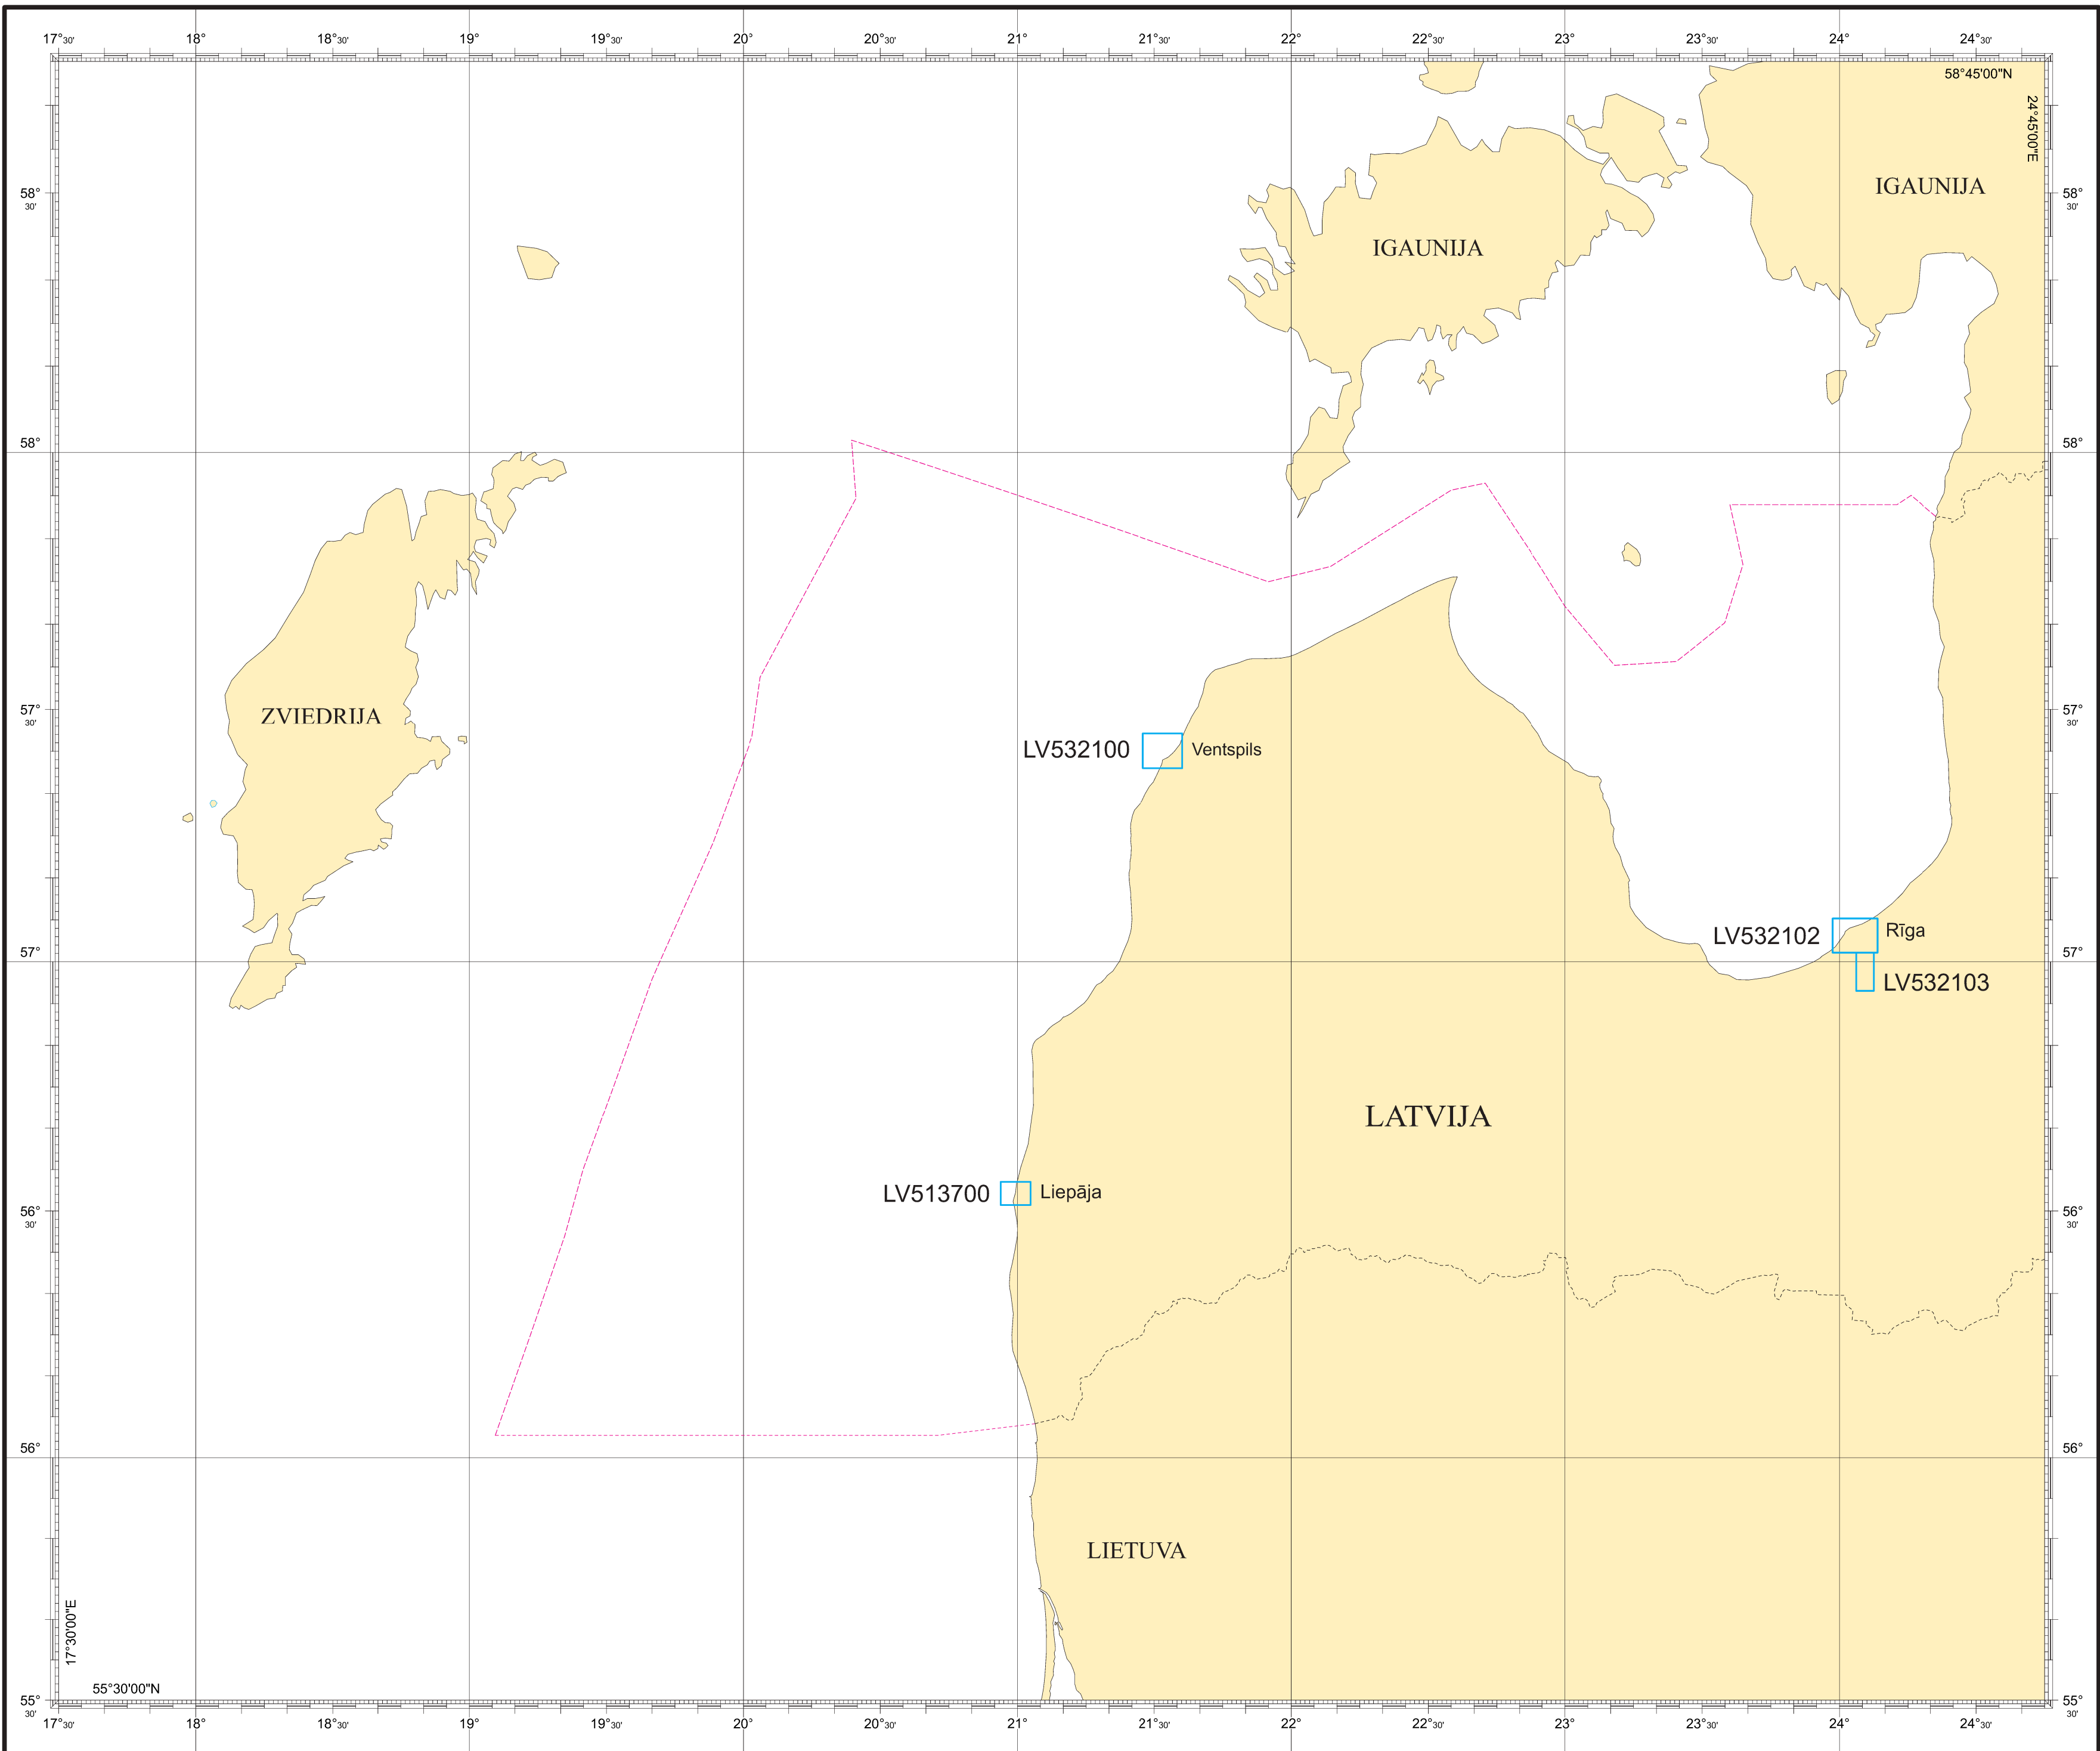 17°30' 18° 18°30' 19° 19°30' 20° 20°30' 21° 21°30' 22° 22°30' 23° 23°30' 24° 24°30'
58°45'00"N
24°45'00"E
58° 30'
IGAUNIJA
58° 30'
IGAUNIJA
58°
58°
57° 30'
ZVIEDRIJA
57° 30'
LV532100
Ventspils
LV532102
Rīga
57°
57°
LV532103
LATVIJA
LV513700
Liepāja
56° 30'
56° 30'
56°
56°
LIETUVA
17°30'00"E
55°30'00"N
55° 30'
55° 30'
17°30' 18° 18°30' 19° 19°30' 20° 20°30' 21° 21°30' 22° 22°30' 23° 23°30' 24° 24°30'